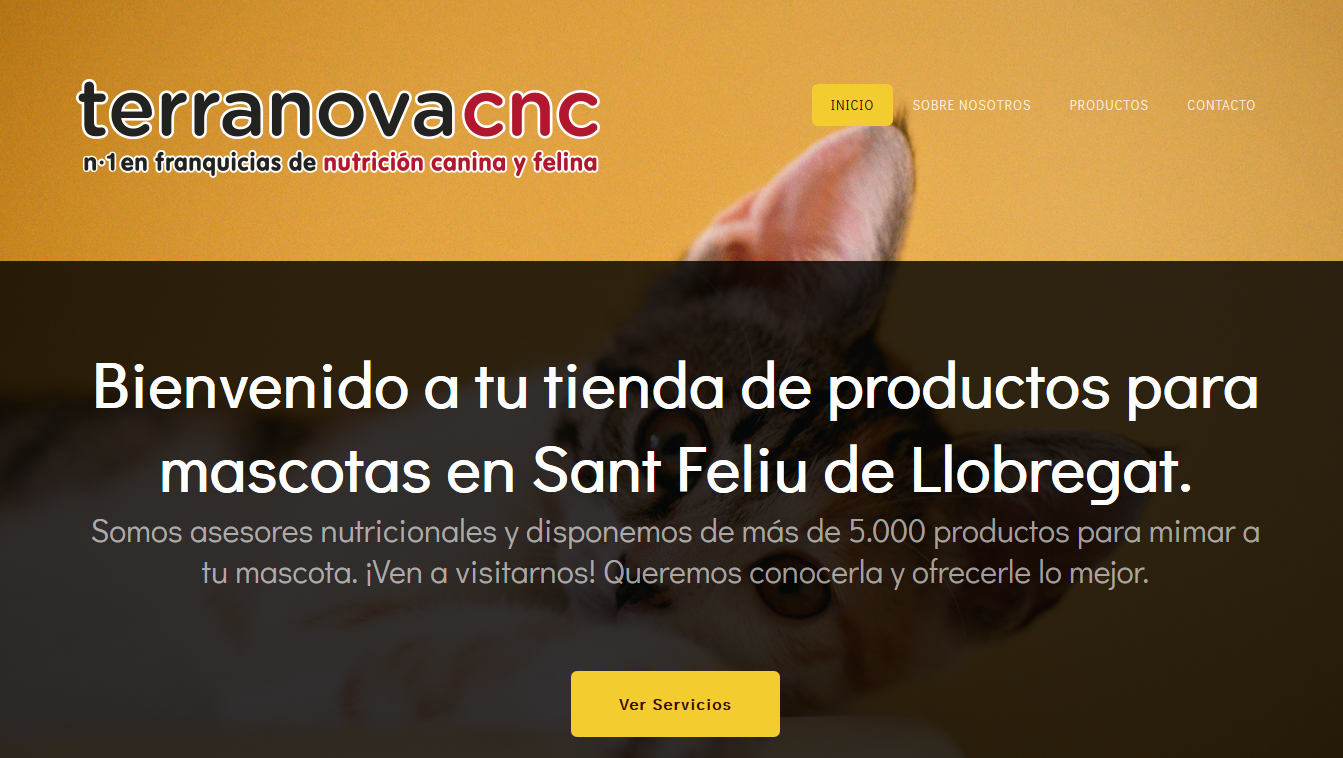 terranovacnc
n·1 en franquicias de nutrición canina y felina
INICIO
SOBRE NOSOTROS
PRODUCTOS
CONTACTO
Bienvenido a tu tienda de productos para
mascotas en Sant Feliu de Llobregat.
Somos asesores nutricionales y disponemos de más de 5.000 productos para mimar a
tu mascota. ¡Ven a visitarnos! Queremos conocerla y ofrecerle lo mejor.
Ver Servicios